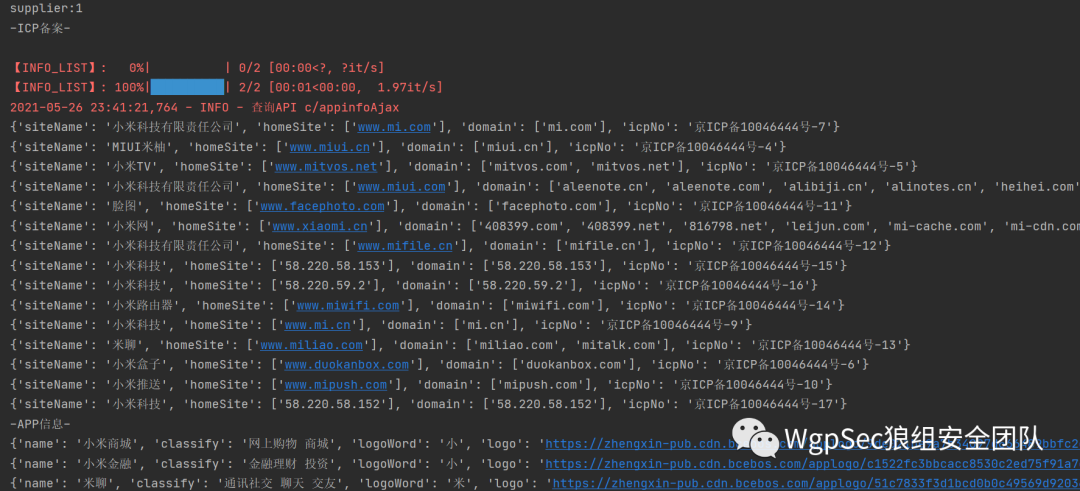 supplier:1
-ICP备案-
【INFO_LIST】:   0%|          | 0/2 [00:00<?, ?it/s]
【INFO_LIST】: 100%|██████████| 2/2 [00:01<00:00,  1.97it/s]
2021-05-26 23:41:21,764 - INFO - 查询API c/appinfoAjax
{'siteName': '小米科技有限责任公司', 'homeSite': ['www.mi.com'], 'domain': ['mi.com'], 'icpNo': '京ICP备10046444号-7'}
{'siteName': 'MIUI米柚', 'homeSite': ['www.miui.cn'], 'domain': ['miui.cn'], 'icpNo': '京ICP备10046444号-4'}
{'siteName': '小米TV', 'homeSite': ['www.mitvos.net'], 'domain': ['mitvos.com', 'mitvos.net'], 'icpNo': '京ICP备10046444号-5'}
{'siteName': '小米科技有限责任公司', 'homeSite': ['www.miui.com'], 'domain': ['aleenote.cn', 'aleenote.com', 'alibiji.cn', 'alinotes.cn', 'heihei.com'
{'siteName': '脸图', 'homeSite': ['www.facephoto.com'], 'domain': ['facephoto.com'], 'icpNo': '京ICP备10046444号-11'}
{'siteName': '小米网', 'homeSite': ['www.xiaomi.cn'], 'domain': ['408399.com', '408399.net', '816798.net', 'leijun.com', 'mi-cache.com', 'mi-cdn.com
{'siteName': '小米科技有限责任公司', 'homeSite': ['www.mifile.cn'], 'domain': ['mifile.cn'], 'icpNo': '京ICP备10046444号-12'}
{'siteName': '小米科技', 'homeSite': ['58.220.58.153'], 'domain': ['58.220.58.153'], 'icpNo': '京ICP备10046444号-15'}
{'siteName': '小米科技', 'homeSite': ['58.220.59.2'], 'domain': ['58.220.59.2'], 'icpNo': '京ICP备10046444号-16'}
{'siteName': '小米路由器', 'homeSite': ['www.miwifi.com'], 'domain': ['miwifi.com'], 'icpNo': '京ICP备10046444号-14'}
{'siteName': '小米科技', 'homeSite': ['www.mi.cn'], 'domain': ['mi.cn'], 'icpNo': '京ICP备10046444号-9'}
{'siteName': '米聊', 'homeSite': ['www.miliao.com'], 'domain': ['miliao.com', 'mitalk.com'], 'icpNo': '京ICP备10046444号-13'}
{'siteName': '小米盒子', 'homeSite': ['www.duokanbox.com'], 'domain': ['duokanbox.com'], 'icpNo': '京ICP备10046444号-6'}
{'siteName': '小米推送', 'homeSite': ['www.mipush.com'], 'domain': ['mipush.com'], 'icpNo': '京ICP备10046444号-10'}
{'siteName': '小米科技', 'homeSite': ['58.220.58.152'], 'domain': ['58.220.58.152'], 'icpNo': '京ICP备10046444号-17'}
-APP信息-
{'name': '小米商城', 'classify': '网上购物 商城', 'logoWord': '小', 'logo': 'https://zhengxin-pub.cdn.bcebos.com/
{'name': '小米金融', 'classify': '金融理财 投资', 'logoWord': '小', 'logo': 'https://zhengxin-pub.cdn.bcebos.com/applogo/c1522fc3bbcacc8530c2ed75f91a7
{'name': '米聊', 'classify': '通讯社交 聊天 交友', 'logoWord': '米', 'logo': 'https://zhengxin-pub.cdn.bcebos.com/applogo/51c7833f3d1bcd0b0c49569d9203
WgpSec狼组安全团队